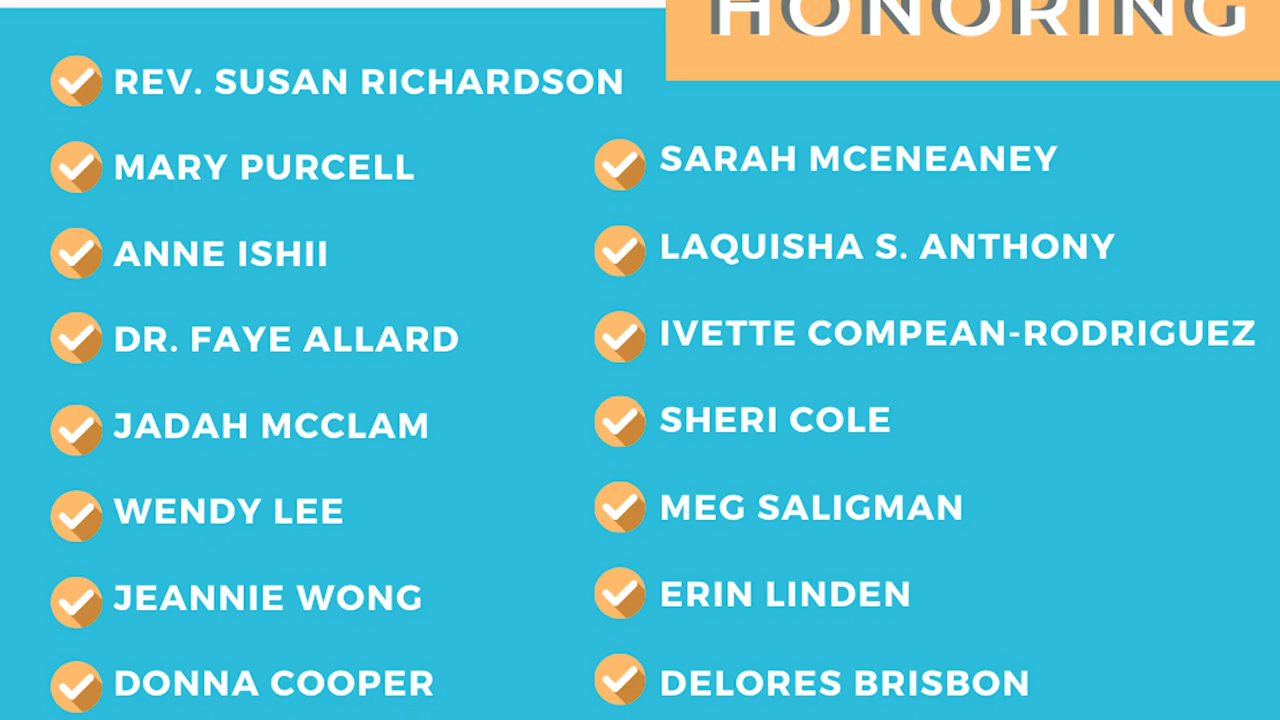 HONORING
REV. SUSAN RICHARDSON
MARY PURCELL
ANNE ISHII
DR. FAYE ALLARD
JADAH MCCLAM
WENDY LEE
JEANNIE WONG
DONNA COOPER
SARAH MCENEANEY
LAQUISHA S. ANTHONY
IVETTE COMPEAN-RODRIGUEZ
SHERI COLE
MEG SALIGMAN
ERIN LINDEN
DELORES BRISBON